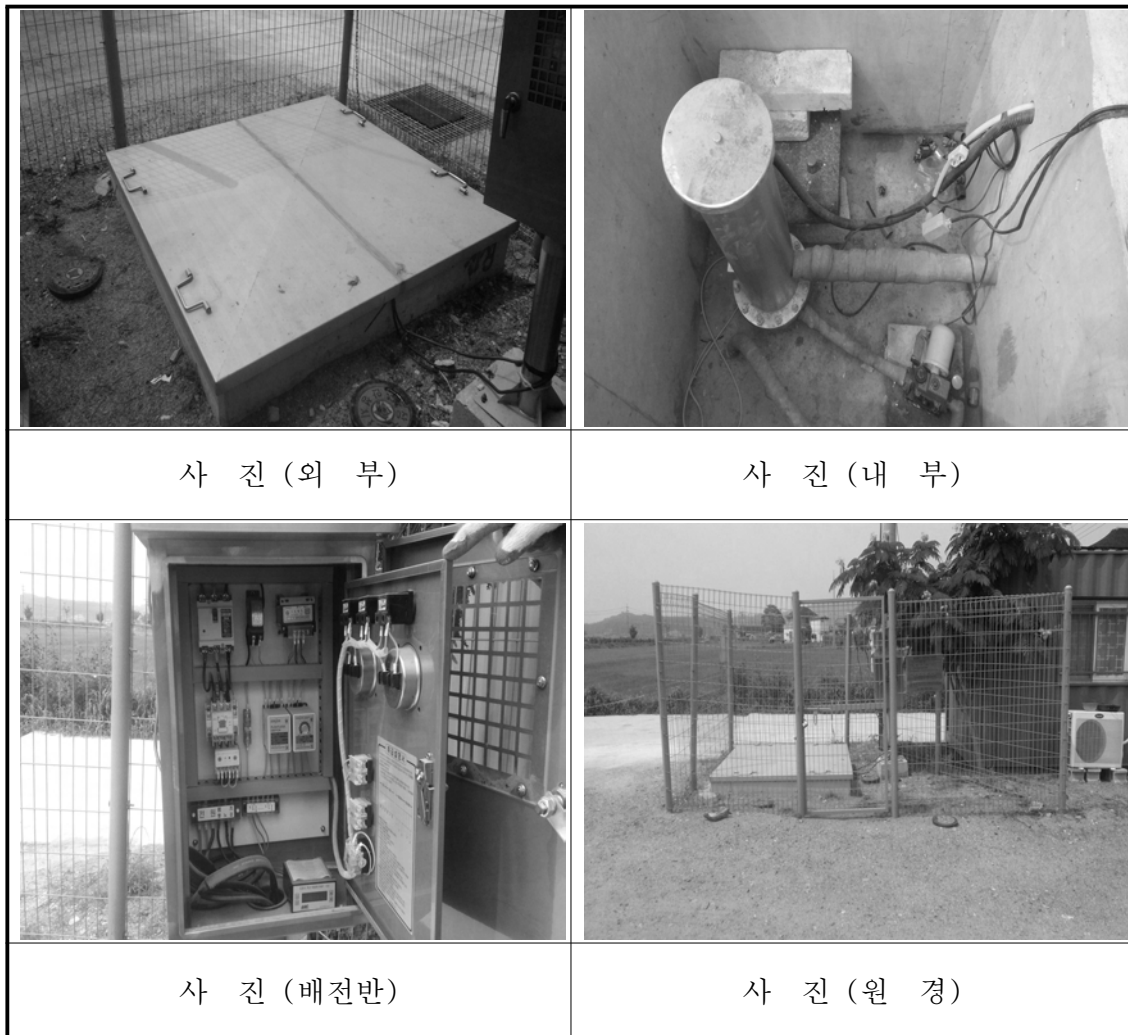 사 진 (외 부)
사 진 (내 부)
사 진 (배전반)
사 진 (원 경)